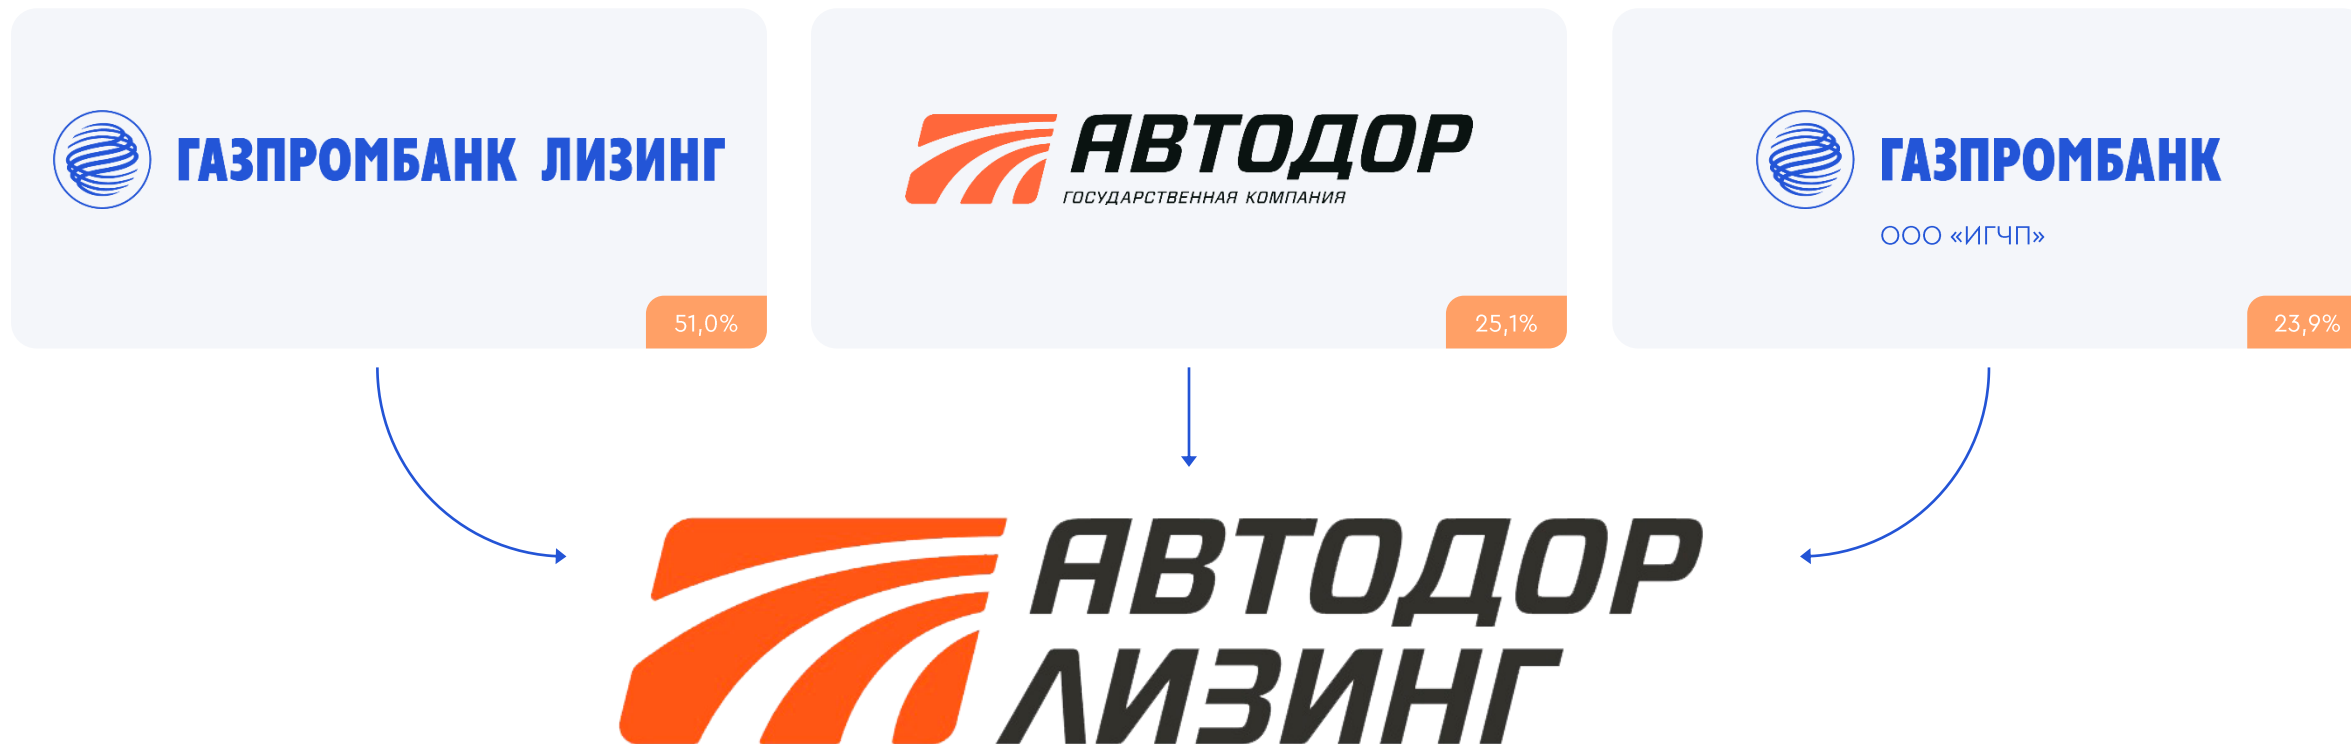 ГАЗПРОМБАНК ЛИЗИНГ
51,0%
АВТОДОР
ГОСУДАРСТВЕННАЯ КОМПАНИЯ
25,1%
ГАЗПРОМБАНК
ООО «ИГЧП»
23,9%
АВТОДОР
ЛИЗИНГ